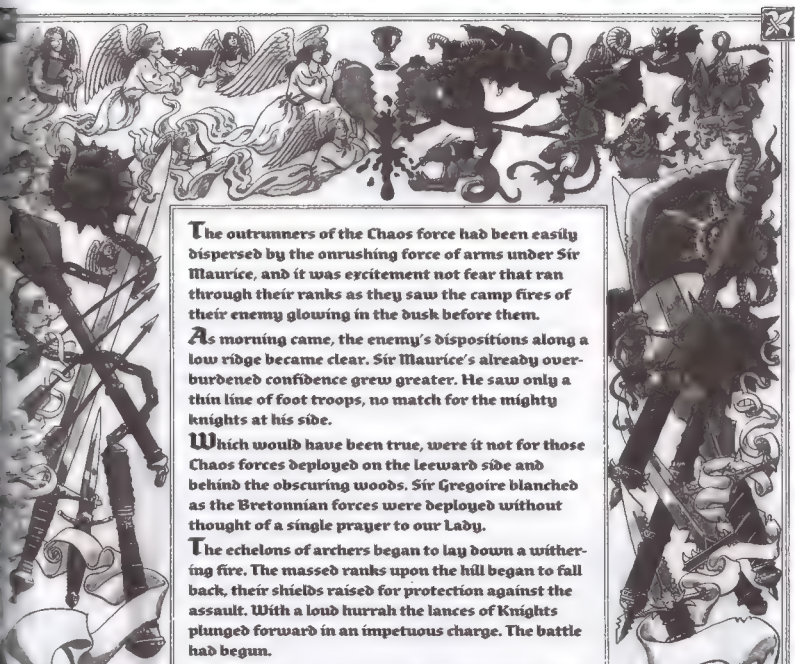 The outrunners of the Chaos force had been easily
dispersed by the onrushing force of arms under Sir
Maurice, and it was excitement not fear that ran
through their ranks as they saw the camp fires of
their enemy glowing in the dusk before them.
As morning came, the enemy's dispositions along a
low ridge became clear. Sir Maurice's already over-
burdened confidence grew greater. He saw only a
thin line of foot troops, no match for the mighty
knights at his side.
Which would have been true, were it not for those
Chaos forces deployed on the leeward side and
behind the obscuring woods. Sir Gregoire blanched
as the Bretonnian forces were deployed without
thought of a single prayer to our Lady.
The echelons of archers began to lay down a wither-
ing fire. The massed ranks upon the hill began to fall
back, their shields raised for protection against the
assault. With a loud hurrah the lances of Knights
plunged forward in an impetuous charge. The battle
had begun.